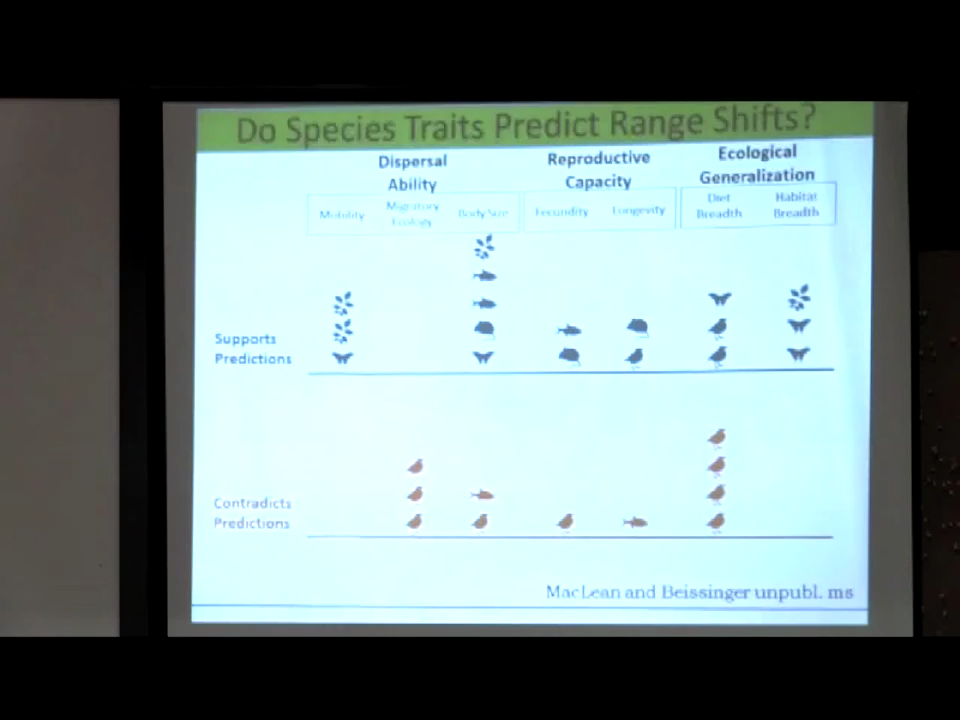 Do Species Traits Predict Range Shifts?
Dispersal
Ability
Reproductive
Capacity
Ecological
Generalization
Mobility
Migratory
Ecology
Body Size
Fecundity
Longevity
Diet
Breadth
Habitat
Breadth
Supports
Predictions
Contradicts
Predictions
MacLean and Beissinger unpubl. ms